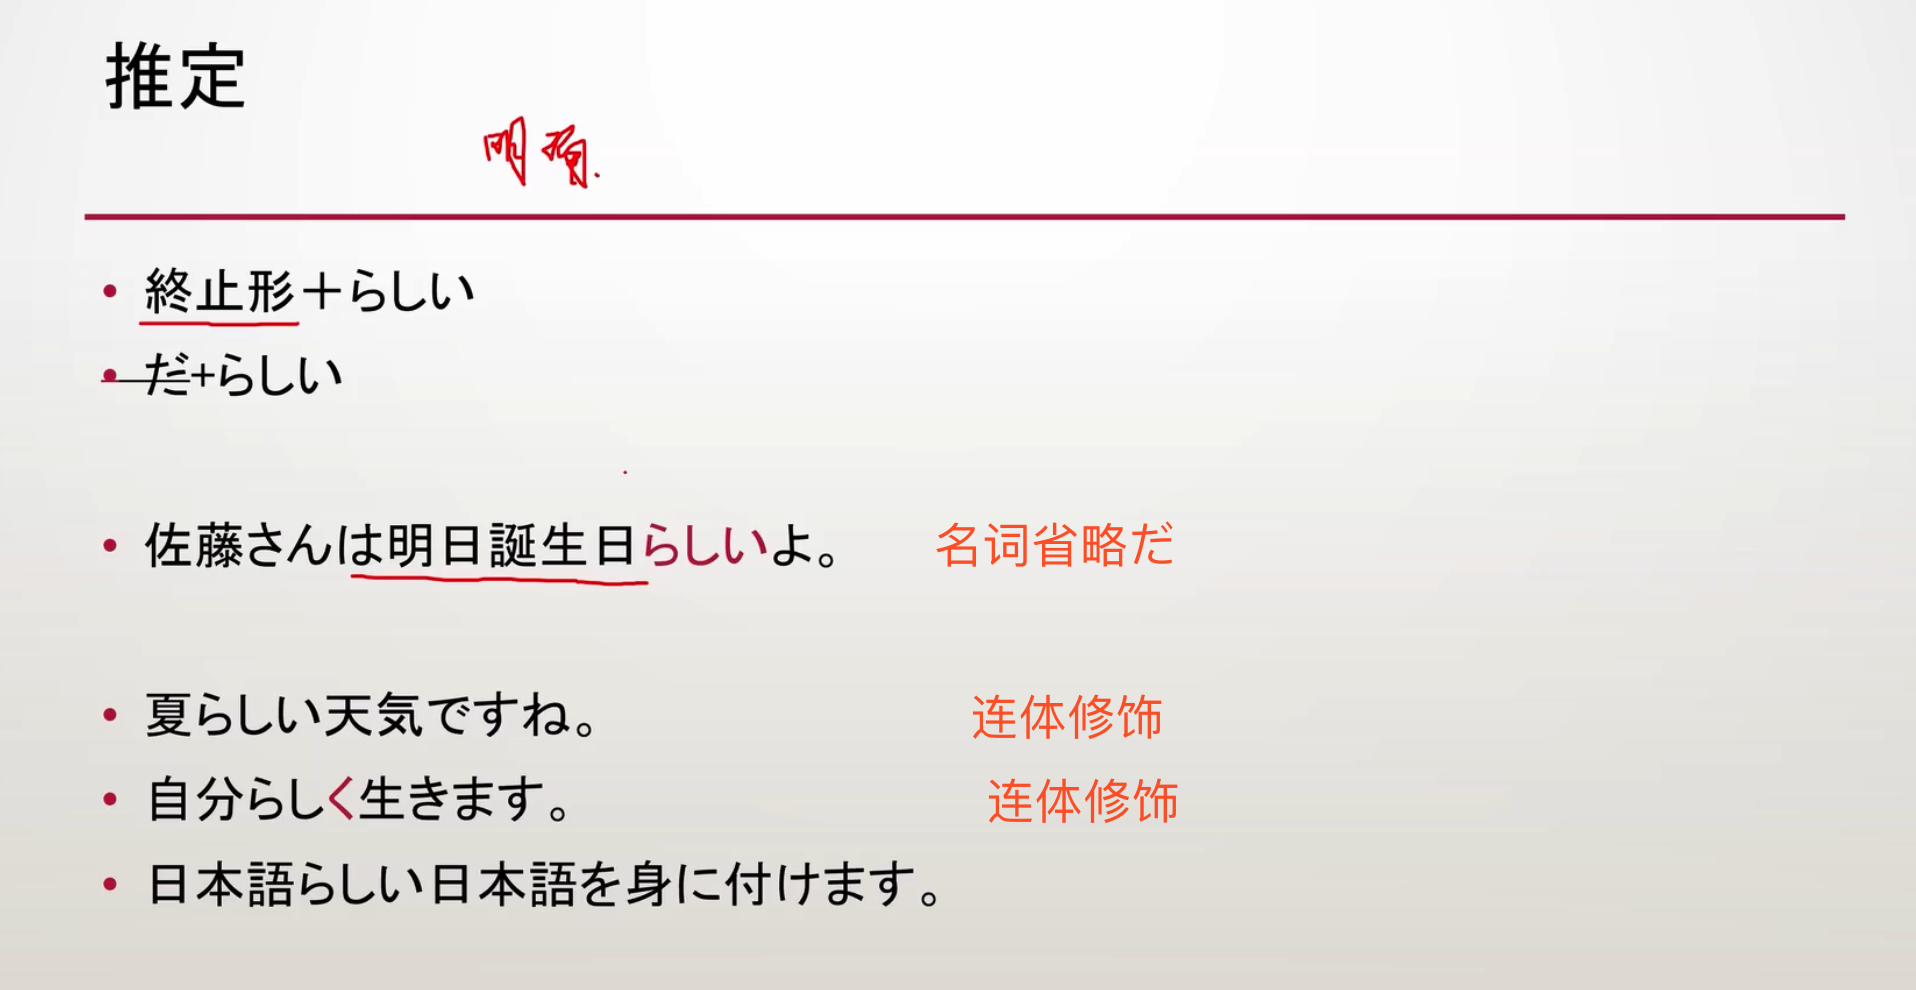 推定
明
• 終止形＋らしい
• だ+らしい
• 佐藤さんは明日誕生日らしいよ。 名词省略だ
• 夏らしい天気ですね。 连体修饰
• 自分らしく生きます。 连体修饰
• 日本語らしい日本語を身に付けます。